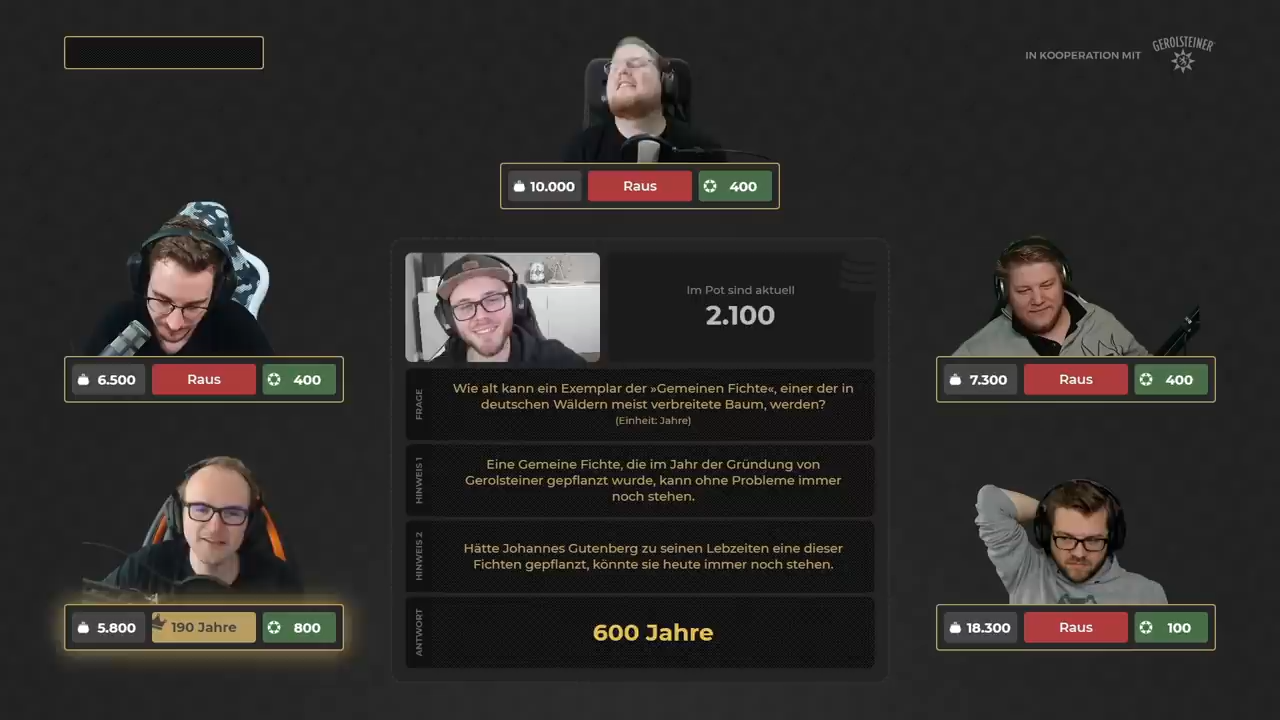 IN KOOPERATION MIT
GEROLSTEINER
10.000 Raus 400
Im Pot sind aktuell
2.100
6.500 Raus 400
7.300 Raus 400
FRAGE
Wie alt kann ein Exemplar der »Gemeinen Fichte«, einer der in
deutschen Wäldern meist verbreitete Baum, werden?
(Einheit: Jahre)
HINWEIS 1
Eine Gemeine Fichte, die im Jahr der Gründung von
Gerolsteiner gepflanzt wurde, kann ohne Probleme immer
noch stehen.
HINWEIS 2
Hätte Johannes Gutenberg zu seinen Lebzeiten eine dieser
Fichten gepflanzt, könnte sie heute immer noch stehen.
5.800 190 Jahre 800
ANTWORT
600 Jahre
18.300 Raus 100